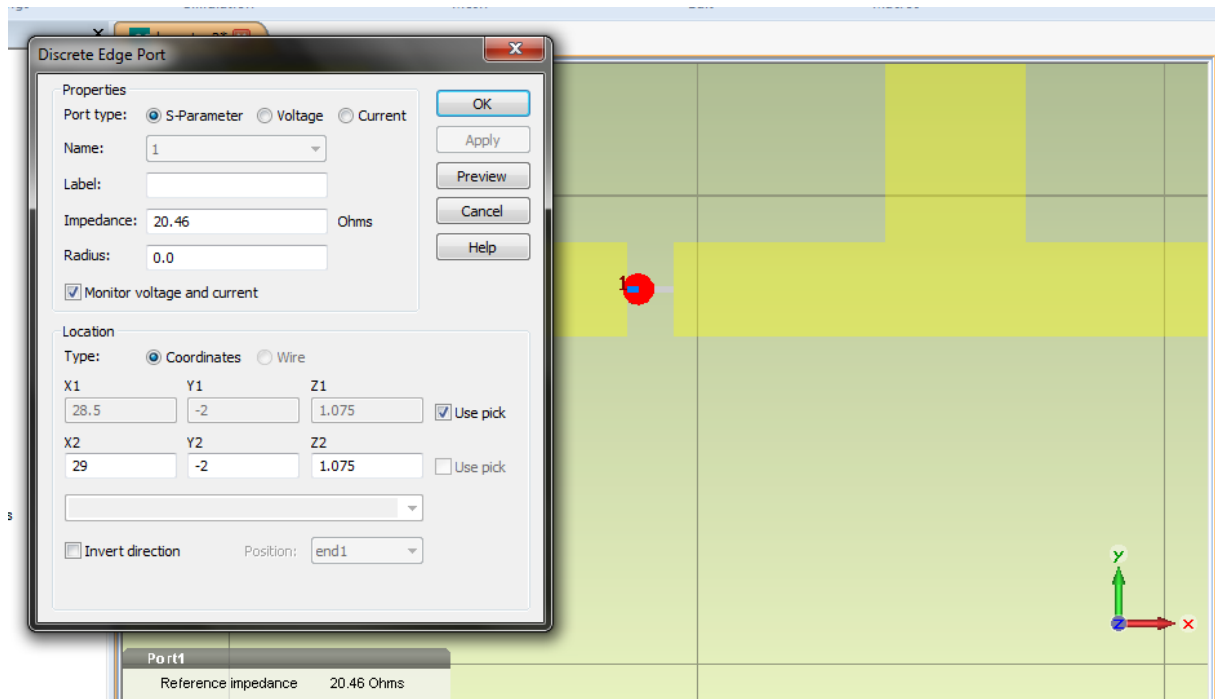 Discrete Edge Port
Properties
Port type: S-Parameter Voltage Current
Name: 1
Label:
Impedance: 20.46 Ohms
Radius: 0.0
Monitor voltage and current
OK
Apply
Preview
Cancel
Help
Location
Type: Coordinates Wire
X1 Y1 Z1
28.5 -2 1.075 Use pick
X2 Y2 Z2
29 -2 1.075 Use pick
Invert direction Position: end1
1
y
z x
s
Port1
Reference impedance 20.46 Ohms